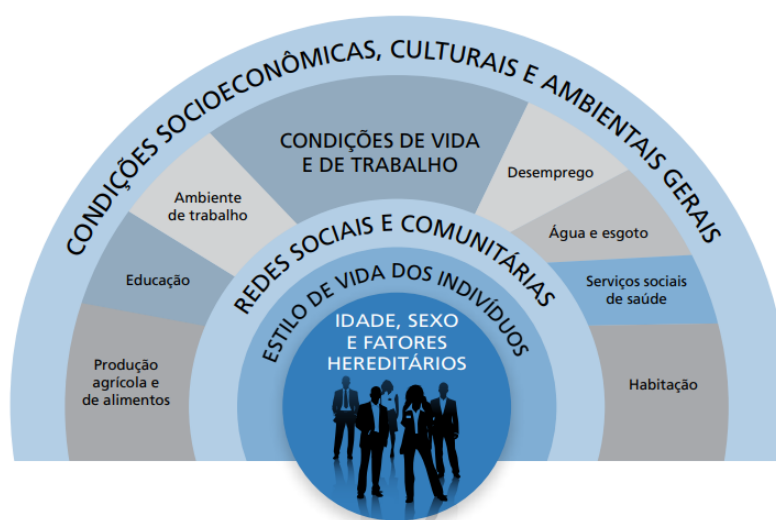 CONDIÇÕES SOCIOECONÔMICAS, CULTURAIS E AMBIENTAIS GERAIS
CONDIÇÕES DE VIDA
E DE TRABALHO
Desemprego
Ambiente
de trabalho
Água e esgoto
Educação
Serviços sociais
de saúde
Produção
agrícola e
de alimentos
Habitação
REDES SOCIAIS E COMUNITÁRIAS
ESTILO DE VIDA DOS INDIVÍDUOS
IDADE, SEXO
E FATORES
HEREDITÁRIOS